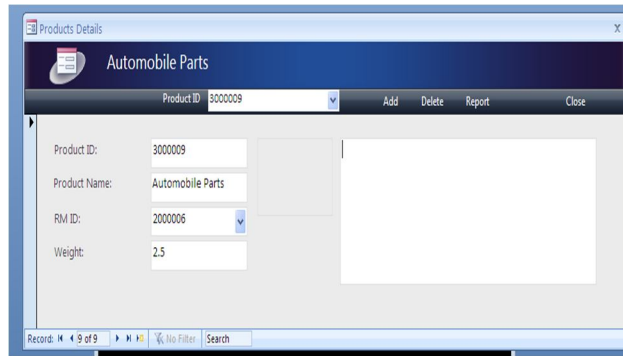 Products Details x
Automobile Parts
Product ID 3000009 Add Delete Report Close
Product ID: 3000009
Product Name: Automobile Parts
RM ID: 2000006
Weight: 2.5
Record: 9 of 9 No Filter Search